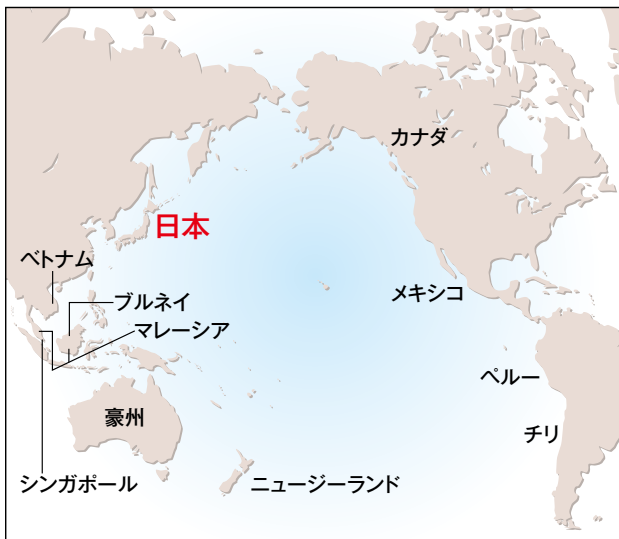 カナダ
日本
ベトナム
ブルネイ
メキシコ
マレーシア
ペルー
豪州
チリ
シンガポール
ニュージーランド